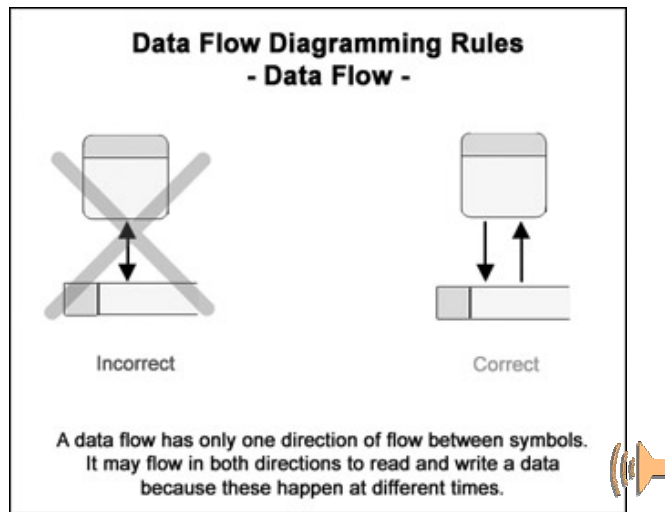 Data Flow Diagramming Rules
- Data Flow -
Incorrect
Correct
A data flow has only one direction of flow between symbols.
It may flow in both directions to read and write a data
because these happen at different times.